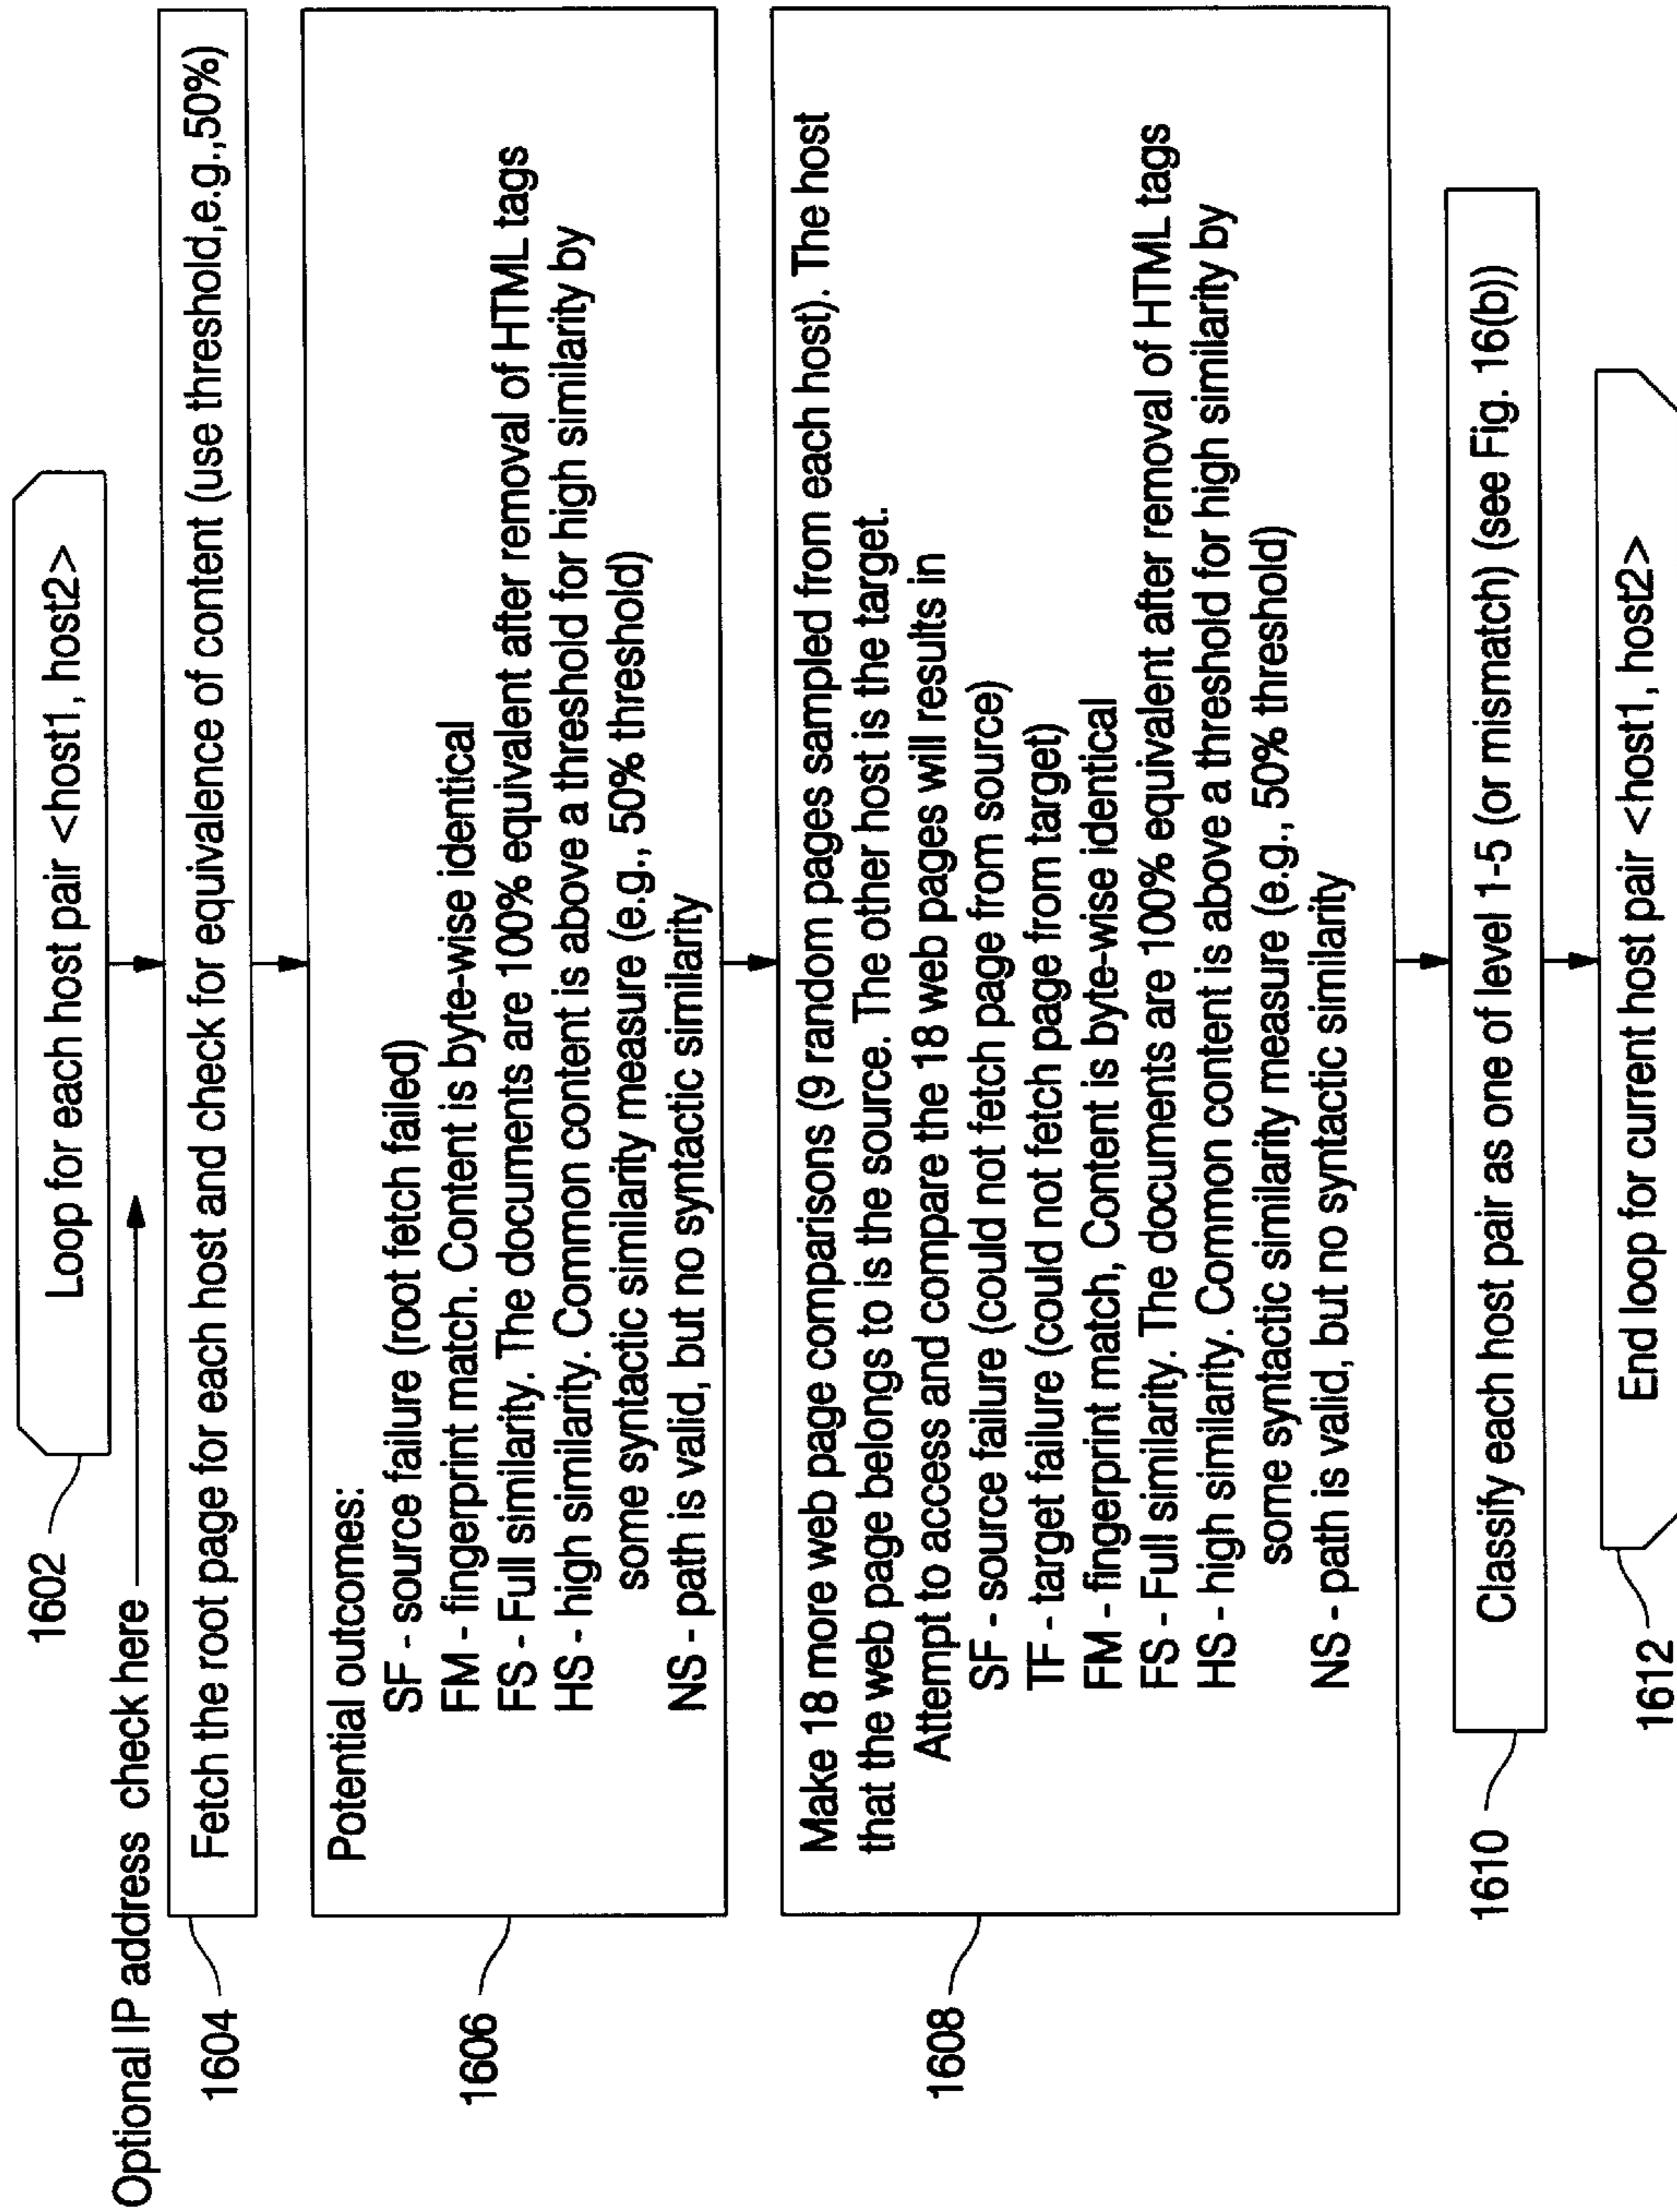 1602
Loop for each host pair <host1, host2>
Optional IP address check here
1604
Fetch the root page for each host and check for equivalence of content (use threshold,e.g.,50%)
1606
Potential outcomes:
SF - source failure (root fetch failed)
FM - fingerprint match. Content is byte-wise identical
FS - Full similarity. The documents are 100% equivalent after removal of HTML tags
HS - high similarity. Common content is above a threshold for high similarity by
some syntactic similarity measure (e.g., 50% threshold)
NS - path is valid, but no syntactic similarity
1608
Make 18 more web page comparisons (9 random pages sampled from each host). The host
that the web page belongs to is the source. The other host is the target.
Attempt to access and compare the 18 web pages will results in
SF - source failure (could not fetch page from source)
TF - target failure (could not fetch page from target)
FM - fingerprint match, Content is byte-wise identical
FS - Full similarity. The documents are 100% equivalent after removal of HTML tags
HS - high similarity. Common content is above a threshold for high similarity by
some syntactic similarity measure (e.g., 50% threshold)
NS - path is valid, but no syntactic similarity
1610
Classify each host pair as one of level 1-5 (or mismatch) (see Fig. 16(b))
1612
End loop for current host pair <host1, host2>